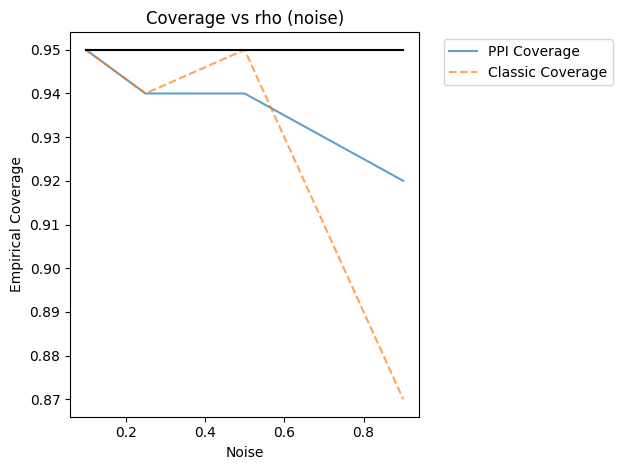 Coverage vs rho (noise)
PPI Coverage
Classic Coverage
Empirical Coverage
0.95
0.94
0.93
0.92
0.91
0.90
0.89
0.88
0.87
0.2 0.4 0.6 0.8
Noise